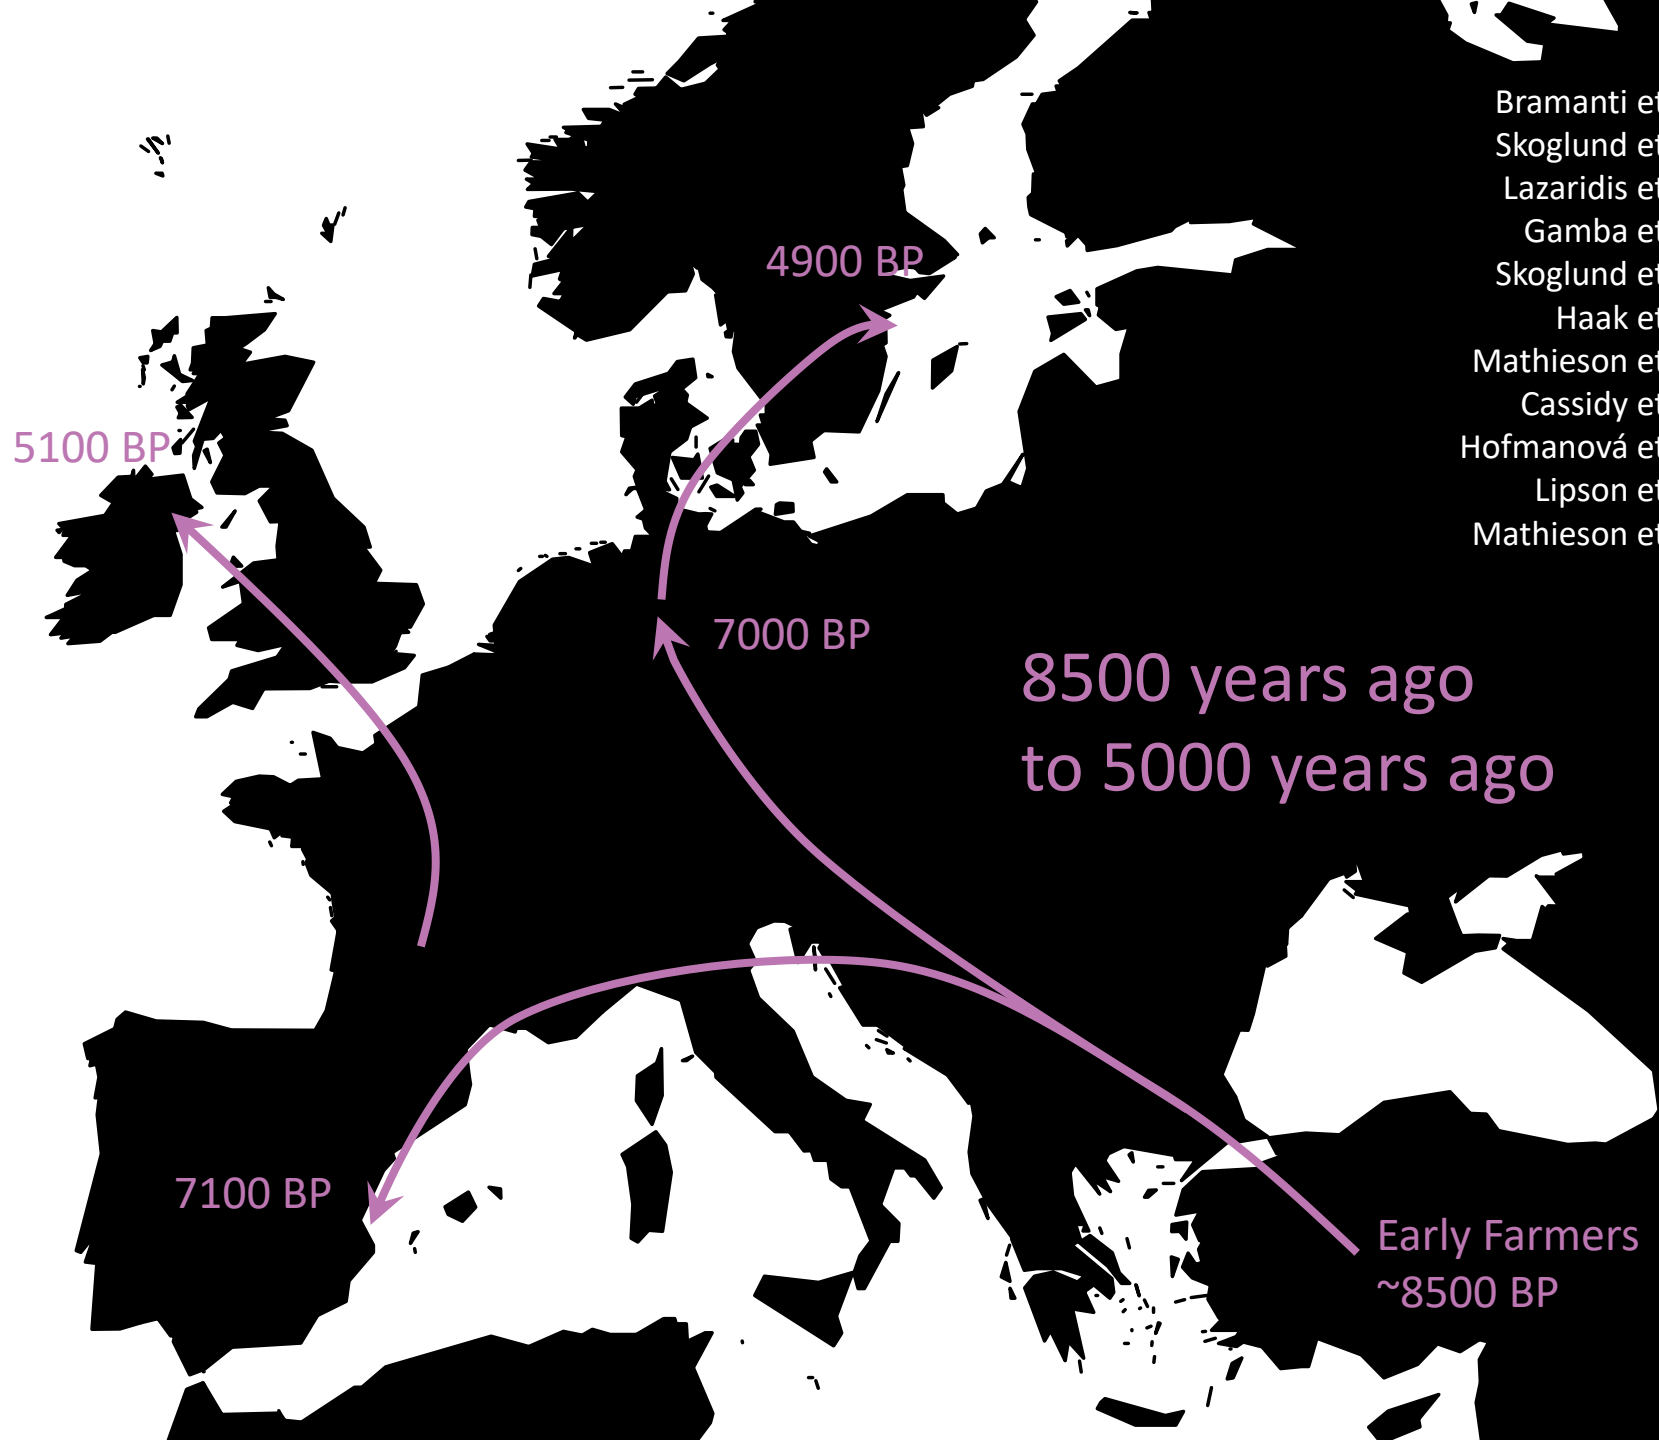 Bramanti et
Skoglund et
Lazaridis et
Gamba et
Skoglund et
Haak et
Mathieson et
Cassidy et
Hofmanová et
Lipson et
Mathieson et
4900 BP
5100 BP
7000 BP
8500 years ago
to 5000 years ago
7100 BP
Early Farmers
~8500 BP